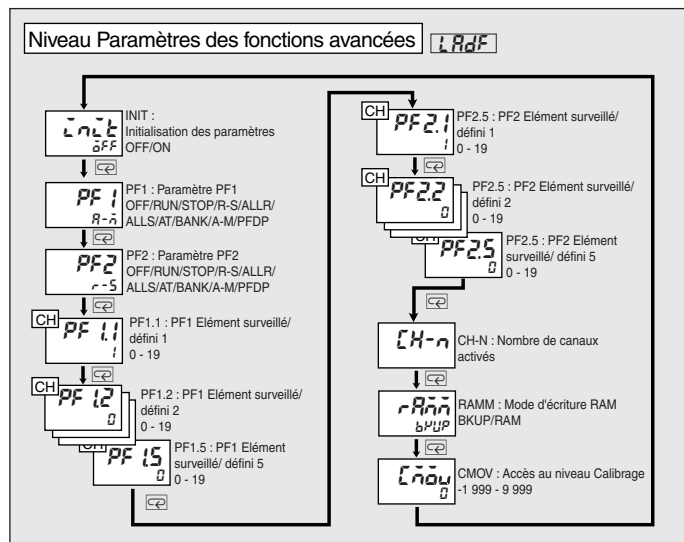 Niveau Paramètres des fonctions avancées L.AdF
INIT :
Initialisation des paramètres
OFF/ON
init
oFF
PF1 : Paramètre PF1
OFF/RUN/STOP/R-S/ALLR/
ALLS/AT/BANK/A-M/PFDP
PF1
A-m
PF2 : Paramètre PF2
OFF/RUN/STOP/R-S/ALLR/
ALLS/AT/BANK/A-M/PFDP
PF2
r-S
CH
PF1.1
1
PF1.1 : PF1 Elément surveillé/
défini 1
0 - 19
CH
PF1.2
0
PF1.2 : PF1 Elément surveillé/
défini 2
0 - 19
CH
PF1.5
0
PF1.5 : PF1 Elément
surveillé/ défini 5
0 - 19
CH
PF2.1
1
PF2.5 : PF2 Elément surveillé/
défini 1
0 - 19
CH
PF2.2
0
PF2.5 : PF2 Elément surveillé/
défini 2
0 - 19
CH
PF2.5
0
PF2.5 : PF2 Elément
surveillé/ défini 5
0 - 19
CH-n
CH-N : Nombre de canaux
activés
rAmm
bKUP
RAMM : Mode d'écriture RAM
BKUP/RAM
Cmov
0
CMOV : Accès au niveau Calibrage
-1 999 - 9 999